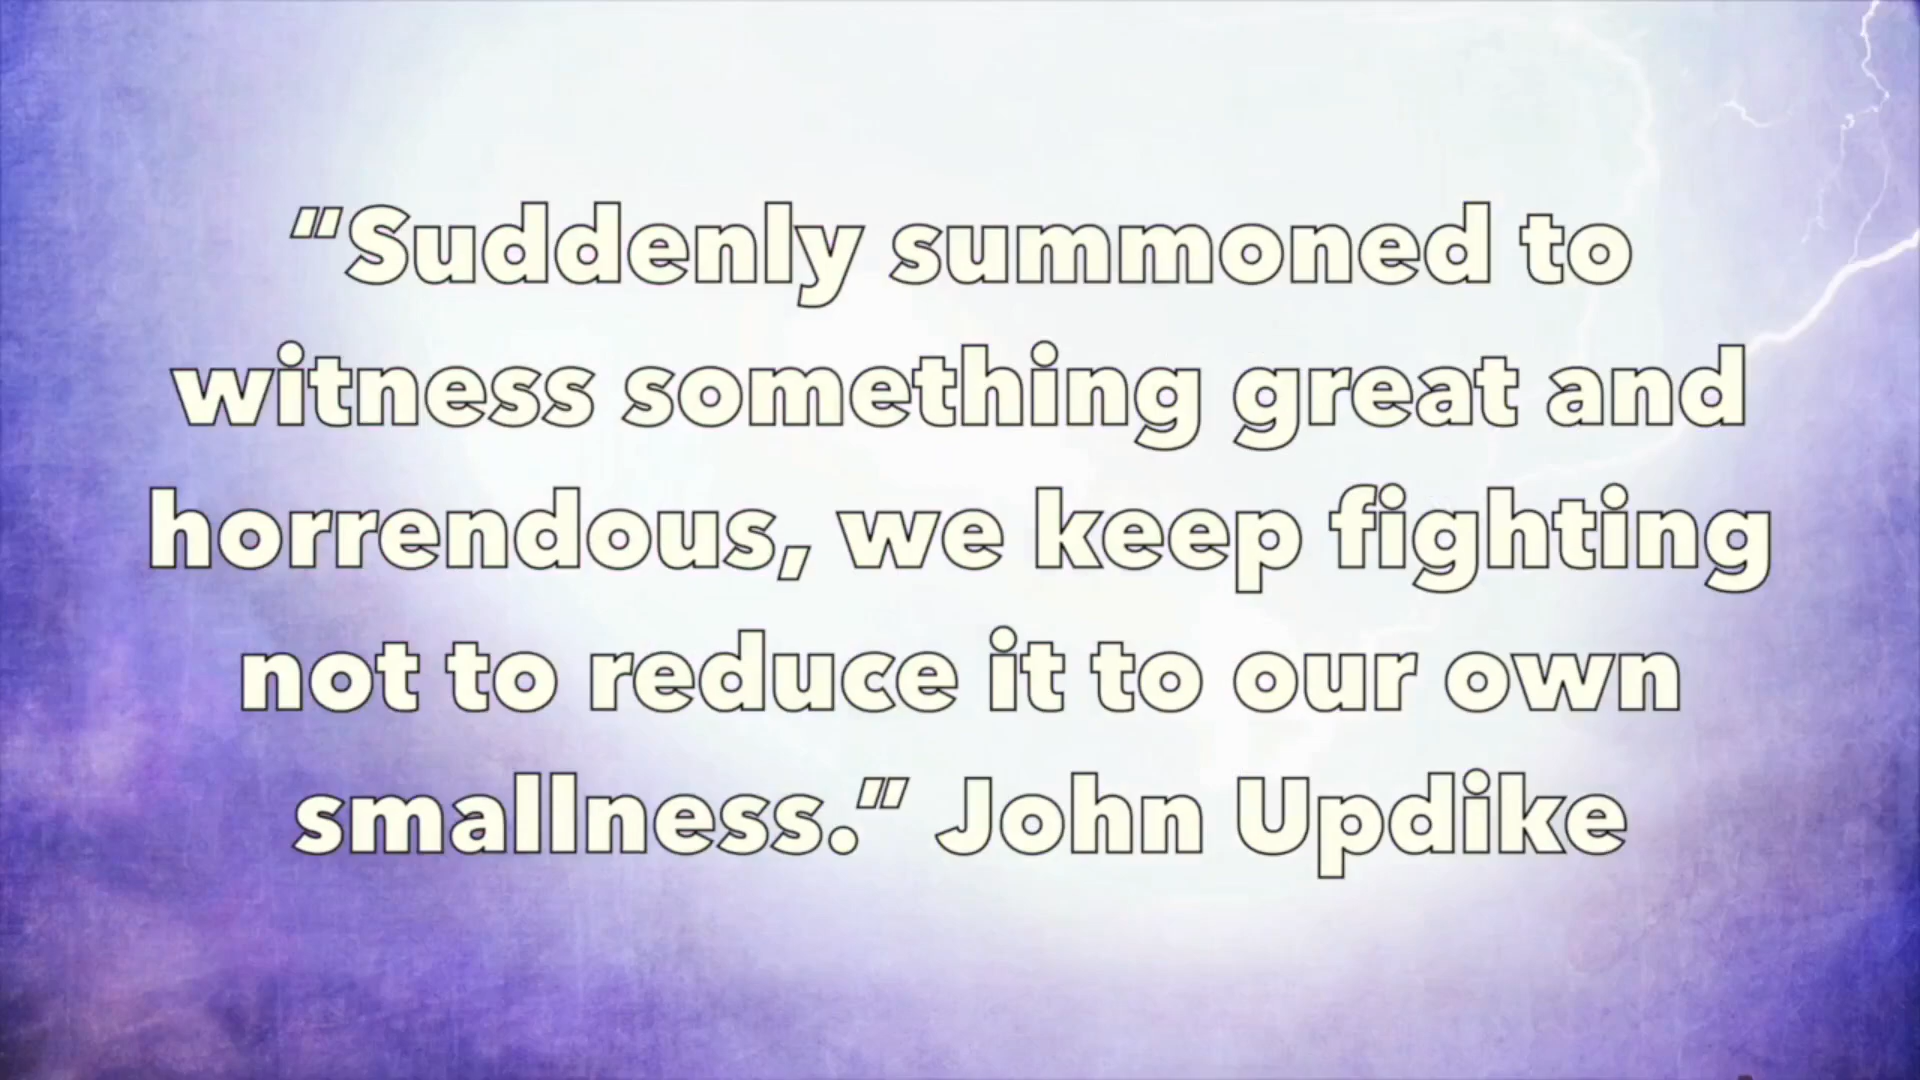 “Suddenly summoned to
witness something great and
horrendous, we keep fighting
not to reduce it to our own
smallness.” John Updike